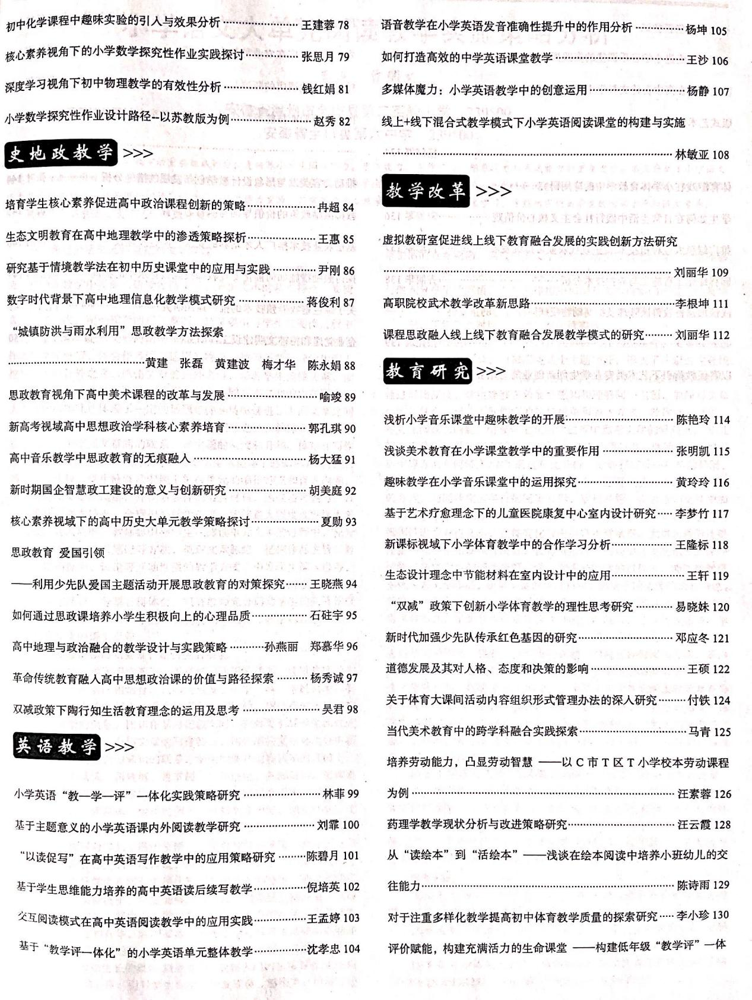 初中化学课程中趣味实验的引入与效果分析 ⋯⋯⋯⋯⋯⋯ 王建蓉 78
核心素养视角下的小学数学探究性作业实践探讨⋯⋯⋯⋯⋯ 张思月 79
深度学习视角下初中物理教学的有效性分析 ⋯⋯⋯⋯⋯⋯ 钱红娟 81
小学数学探究性作业设计路径--以苏教版为例⋯⋯⋯⋯⋯⋯ 赵秀 82
史地政教学 >>>
培育学生核心素养促进高中政治课程创新的策略⋯⋯⋯⋯⋯⋯ 冉超 84
生态文明教育在高中地理教学中的渗透策略探析⋯⋯⋯⋯⋯⋯ 王惠 85
研究基于情境教学法在初中历史课堂中的应用与实践 ⋯⋯⋯⋯ 尹刚 86
数字时代背景下高中地理信息化教学模式研究 ⋯⋯⋯⋯⋯⋯ 蒋俊利 87
“城镇防洪与雨水利用”思政教学方法探索
⋯⋯⋯⋯⋯⋯⋯⋯⋯⋯⋯⋯黄建 张磊 黄建波 梅才华 陈永娟 88
思政教育视角下高中美术课程的改革与发展 ⋯⋯⋯⋯⋯⋯⋯⋯ 喻竣 89
新高考视域高中思想政治学科核心素养培育 ⋯⋯⋯⋯⋯⋯⋯ 郭孔琪 90
高中音乐教学中思政教育的无痕融入 ⋯⋯⋯⋯⋯⋯⋯⋯⋯⋯ 杨大猛 91
新时期国企智慧政工建设的意义与创新研究 ⋯⋯⋯⋯⋯⋯⋯ 胡美庭 92
核心素养视域下的高中历史大单元教学策略探讨⋯⋯⋯⋯⋯⋯ 夏勋 93
思政教育 爱国引领
——利用少先队爱国主题活动开展思政教育的对策探究⋯⋯ 王晓燕 94
如何通过思政课培养小学生积极向上的心理品质⋯⋯⋯⋯⋯ 石砫宇 95
高中地理与政治融合的教学设计与实践策略 ⋯⋯⋯⋯孙燕丽 郑慕华 96
革命传统教育融入高中思想政治课的价值与路径探索 ⋯⋯⋯ 杨秀诚 97
双减政策下陶行知生活教育理念的运用及思考 ⋯⋯⋯⋯⋯⋯⋯ 吴君 98
英语教学 >>>
小学英语“教—学—评”一体化实践策略研究 ⋯⋯⋯⋯⋯⋯⋯ 林菲 99
基于主题意义的小学英语课内外阅读教学研究 ⋯⋯⋯⋯⋯⋯ 刘霏 100
“以读促写”在高中英语写作教学中的应用策略研究 ⋯⋯⋯陈碧月 101
基于学生思维能力培养的高中英语读后续写教学⋯⋯⋯⋯⋯倪培英 102
交互阅读模式在高中英语阅读教学中的应用实践⋯⋯⋯⋯⋯王孟婷 103
基于“教学评一体化”的小学英语单元整体教学⋯⋯⋯⋯⋯沈孝忠 104
语音教学在小学英语发音准确性提升中的作用分析 ⋯⋯⋯⋯杨坤 105
如何打造高效的中学英语课堂教学 ⋯⋯⋯⋯⋯⋯⋯⋯⋯⋯王沙 106
多媒体魔力：小学英语教学中的创意运用⋯⋯⋯⋯⋯⋯⋯⋯杨静 107
线上+线下混合式教学模式下小学英语阅读课堂的构建与实施
⋯⋯⋯⋯⋯⋯⋯⋯⋯⋯⋯⋯⋯⋯⋯⋯⋯⋯⋯⋯⋯⋯⋯ 林敏亚 108
教学改革 >>>
虚拟教研室促进线上线下教育融合发展的实践创新方法研究
⋯⋯⋯⋯⋯⋯⋯⋯⋯⋯⋯⋯⋯⋯⋯⋯⋯⋯⋯⋯⋯⋯⋯ 刘丽华 109
高职院校武术教学改革新思路⋯⋯⋯⋯⋯⋯⋯⋯⋯⋯⋯⋯李根坤 111
课程思政融入线上线下教育融合发展教学模式的研究⋯⋯⋯ 刘丽华 112
教育研究 >>>
浅析小学音乐课堂中趣味教学的开展⋯⋯⋯⋯⋯⋯⋯⋯⋯ 陈艳玲 114
浅谈美术教育在小学课堂教学中的重要作用 ⋯⋯⋯⋯⋯⋯ 张明凯 115
趣味教学在小学音乐课堂中的运用探究⋯⋯⋯⋯⋯⋯⋯⋯ 黄玲玲 116
基于艺术疗愈理念下的儿童医院康复中心室内设计研究⋯⋯ 李梦竹 117
新课标视域下小学体育教学中的合作学习分析⋯⋯⋯⋯⋯ 王隆标 118
生态设计理念中节能材料在室内设计中的应用⋯⋯⋯⋯⋯⋯ 王轩 119
“双减”政策下创新小学体育教学的理性思考研究 ⋯⋯⋯ 易晓妹 120
新时代加强少先队传承红色基因的研究⋯⋯⋯⋯⋯⋯⋯⋯ 邓应冬 121
道德发展及其对人格、态度和决策的影响 ⋯⋯⋯⋯⋯⋯⋯⋯ 王硕 122
关于体育大课间活动内容组织形式管理办法的深入研究⋯⋯⋯ 付铁 124
当代美术教育中的跨学科融合实践探索⋯⋯⋯⋯⋯⋯⋯⋯⋯ 马青 125
培养劳动能力，凸显劳动智慧 ——以 C 市 T 区 T 小学校本劳动课程
为例 ⋯⋯⋯⋯⋯⋯⋯⋯⋯⋯⋯⋯⋯⋯⋯⋯⋯⋯⋯⋯⋯⋯ 汪素蓉 126
药理学教学现状分析与改进策略研究⋯⋯⋯⋯⋯⋯⋯⋯⋯ 汪云霞 128
从“读绘本”到“活绘本”——浅谈在绘本阅读中培养小班幼儿的交
往能力⋯⋯⋯⋯⋯⋯⋯⋯⋯⋯⋯⋯⋯⋯⋯⋯⋯⋯⋯⋯⋯ 陈诗雨 129
对于注重多样化教学提高初中体育教学质量的探索研究⋯⋯ 李小珍 130
评价赋能，构建充满活力的生命课堂 ——构建低年级“教学评”一体